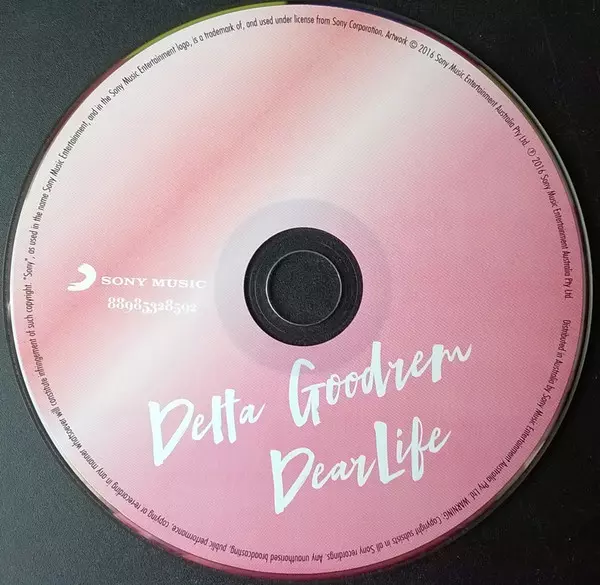 SONY MUSIC
88985328502
Delta Goodrem
Dear Life
"Sony", as used in the name Sony Music Entertainment, and in the Sony Music Entertainment logo, is a trademark of, and used under license from Sony Corporation. Artwork © 2016 Sony Music Entertainment Australia Pty Ltd. ℗ 2016 Sony Music Entertainment Australia Pty Ltd.
Distributed in Australia by Sony Music Entertainment Australia Pty Ltd. WARNING: Copyright subsists in all Sony recordings. Any unauthorised broadcasting, public performance, copying or re-recording in any manner whatsoever will constitute infringement of such copyright.